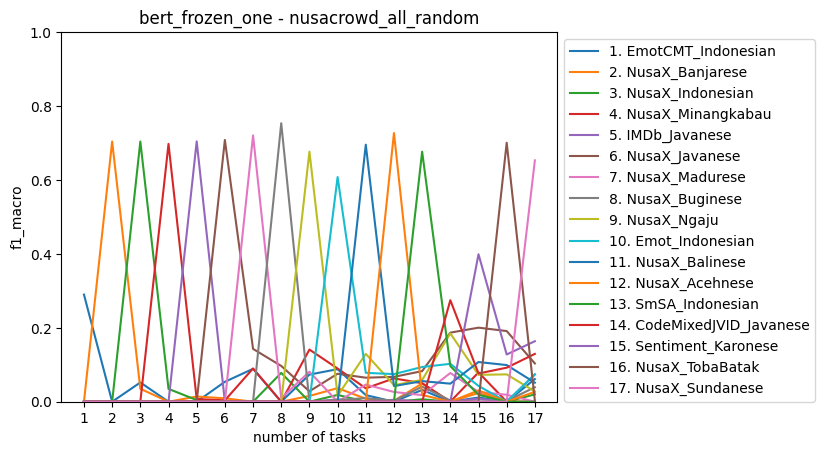 bert_frozen_one - nusacrowd_all_random
f1_macro
1.0
0.8
0.6
0.4
0.2
0.0
1 2 3 4 5 6 7 8 9 10 11 12 13 14 15 16 17
number of tasks
1. EmotCMT_Indonesian
2. NusaX_Banjarese
3. NusaX_Indonesian
4. NusaX_Minangkabau
5. IMDb_Javanese
6. NusaX_Javanese
7. NusaX_Madurese
8. NusaX_Buginese
9. NusaX_Ngaju
10. Emot_Indonesian
11. NusaX_Balinese
12. NusaX_Acehnese
13. SmSA_Indonesian
14. CodeMixedJVID_Javanese
15. Sentiment_Karonese
16. NusaX_TobaBatak
17. NusaX_Sundanese